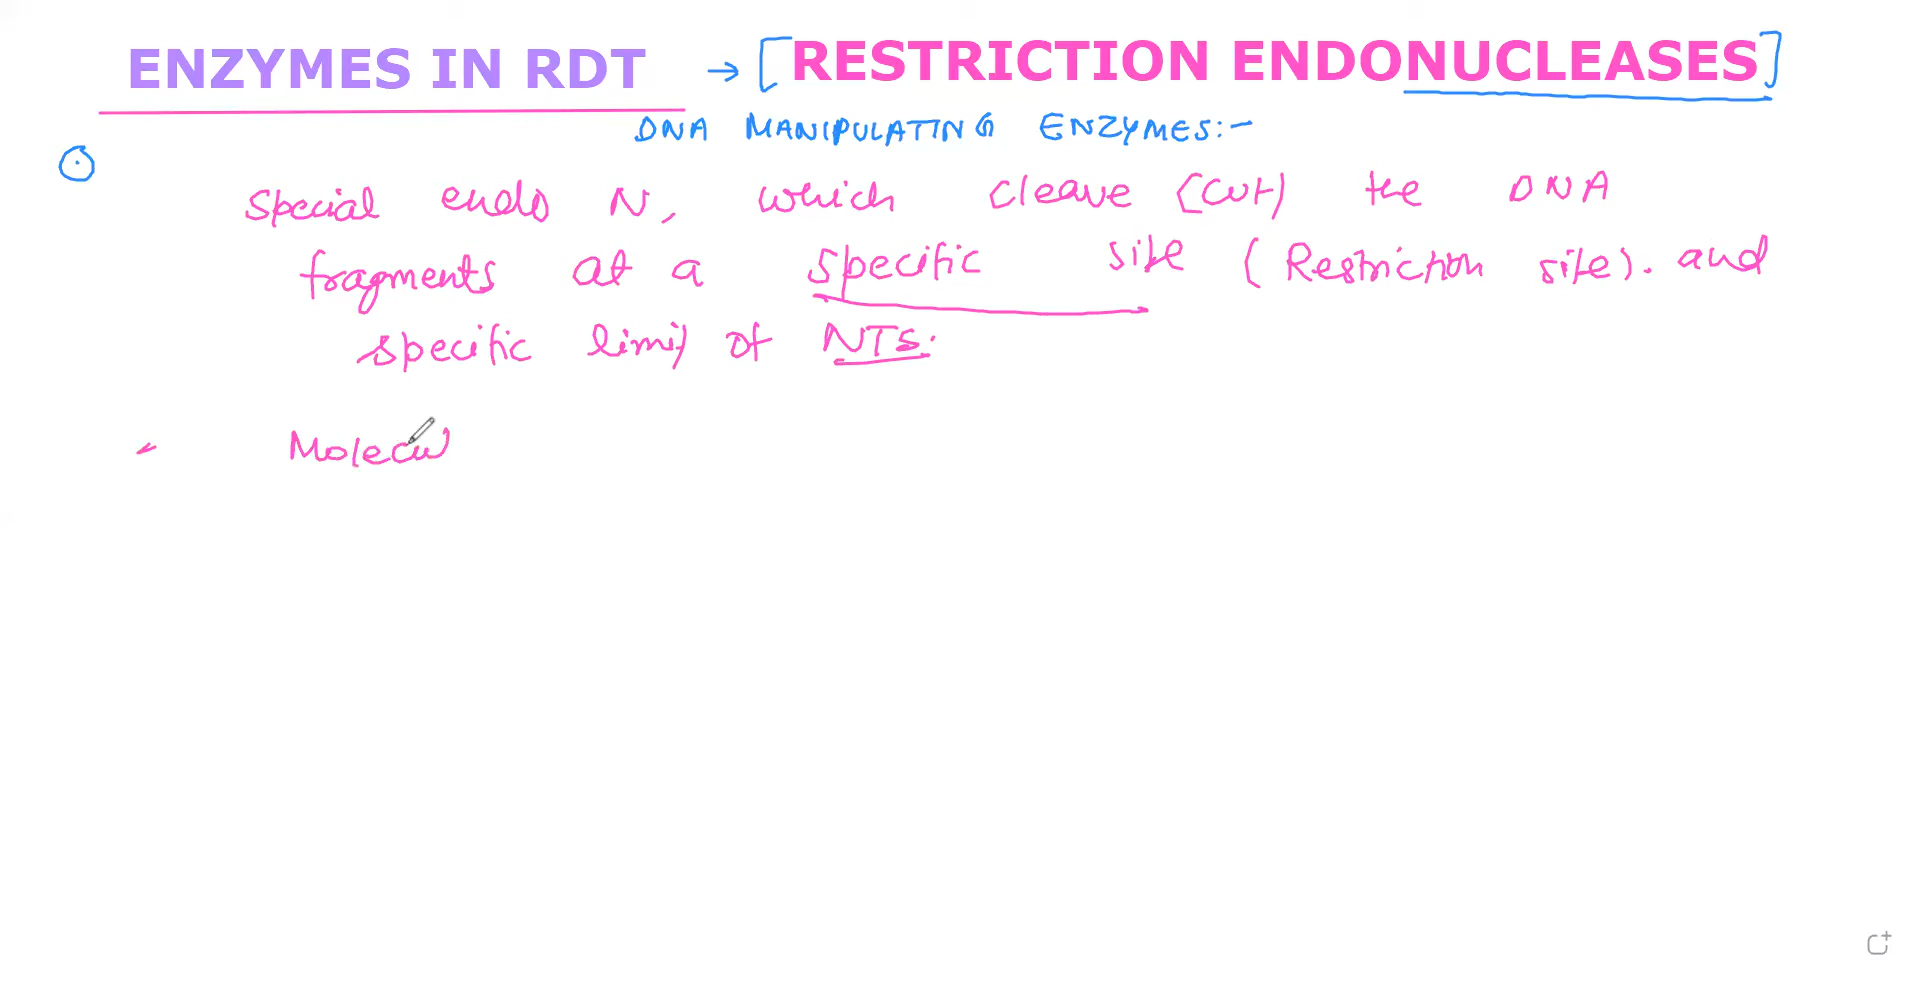 ENZYMES IN RDT → [RESTRICTION ENDONUCLEASES]
DNA MANIPULATING ENZYMES:-
Special endo N, which cleave (cut) the DNA
fragments at a specific site (Restriction site). and
specific limit of NTS.
Molecu